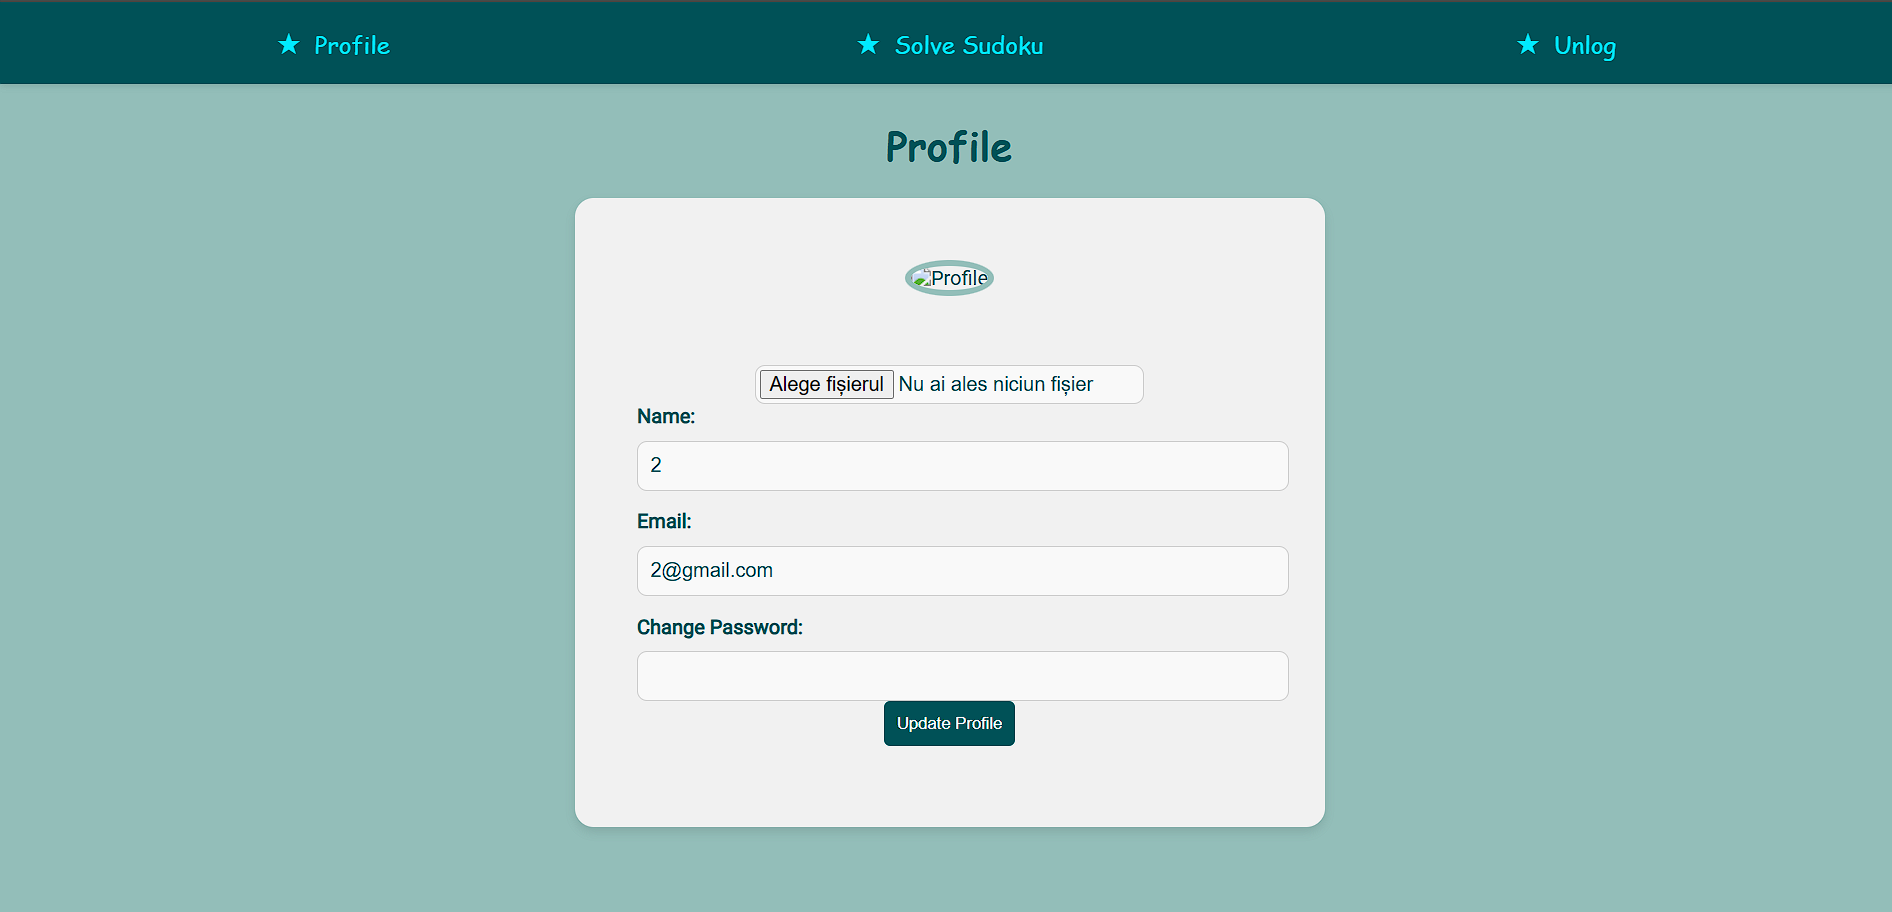 ★ Profile ★ Solve Sudoku ★ Unlog
Profile
Profile
Alege fișierul Nu ai ales niciun fișier
Name:
2
Email:
2@gmail.com
Change Password:
Update Profile